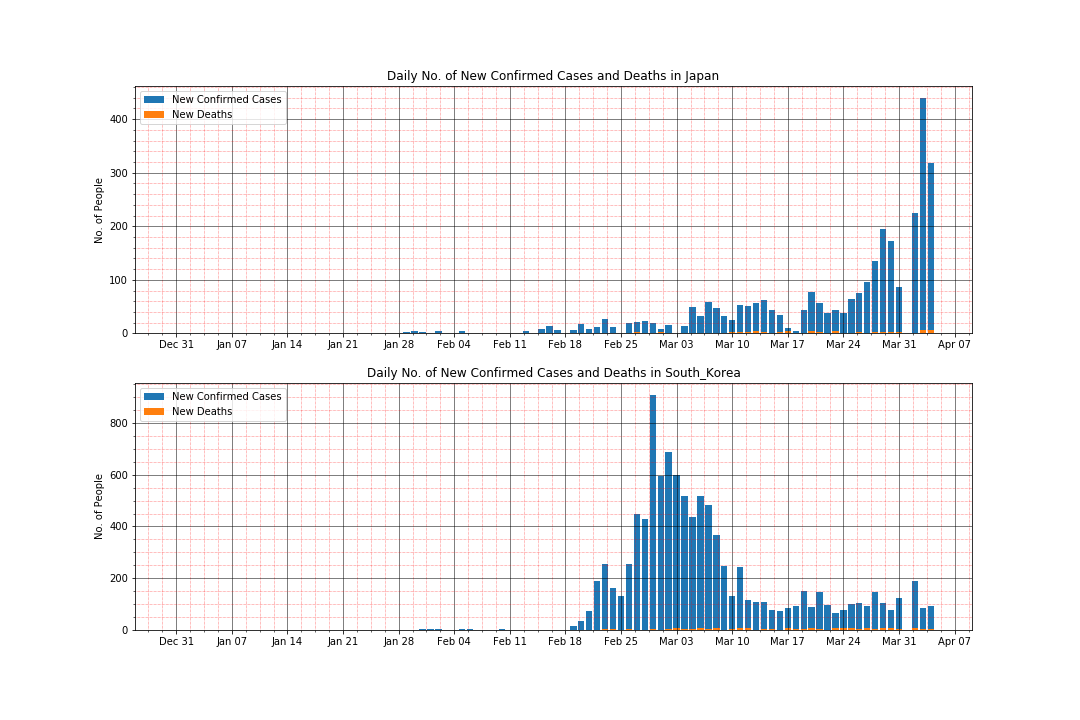 Daily No. of New Confirmed Cases and Deaths in Japan
New Confirmed Cases
New Deaths
No. of People
400
300
200
100
0
Dec 31 Jan 07 Jan 14 Jan 21 Jan 28 Feb 04 Feb 11 Feb 18 Feb 25 Mar 03 Mar 10 Mar 17 Mar 24 Mar 31 Apr 07
Daily No. of New Confirmed Cases and Deaths in South_Korea
New Confirmed Cases
New Deaths
No. of People
800
600
400
200
0
Dec 31 Jan 07 Jan 14 Jan 21 Jan 28 Feb 04 Feb 11 Feb 18 Feb 25 Mar 03 Mar 10 Mar 17 Mar 24 Mar 31 Apr 07